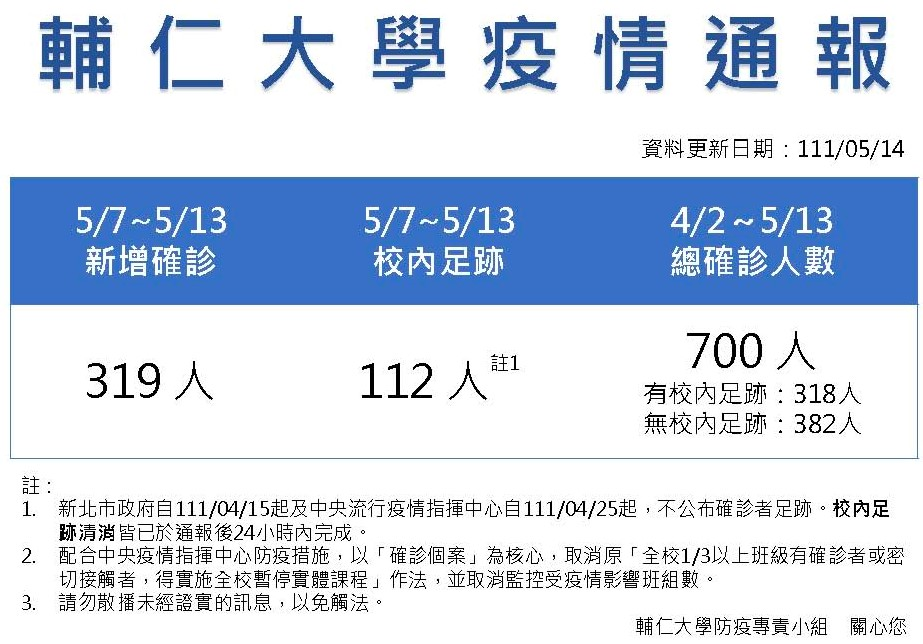 輔仁大學疫情通報
資料更新日期：111/05/14
5/7~5/13
新增確診
5/7~5/13
校內足跡
4/2～5/13
總確診人數
319 人
112 人 註1
700 人
有校內足跡：318人
無校內足跡：382人
註：
1. 新北市政府自111/04/15起及中央流行疫情指揮中心自111/04/25起，不公布確診者足跡。校內足
跡清消皆已於通報後24小時內完成。
2. 配合中央疫情指揮中心防疫措施，以「確診個案」為核心，取消原「全校1/3以上班級有確診者或密
切接觸者，得實施全校暫停實體課程」作法，並取消監控受疫情影響班組數。
3. 請勿散播未經證實的訊息，以免觸法。
輔仁大學防疫專責小組　關心您